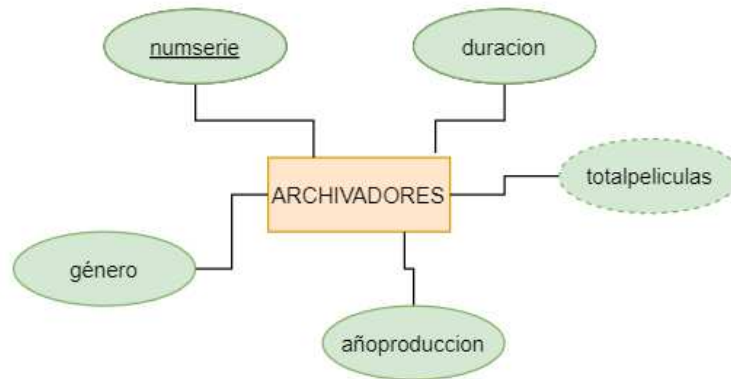 numserie
duracion
totalpeliculas
ARCHIVADORES
género
añoproduccion